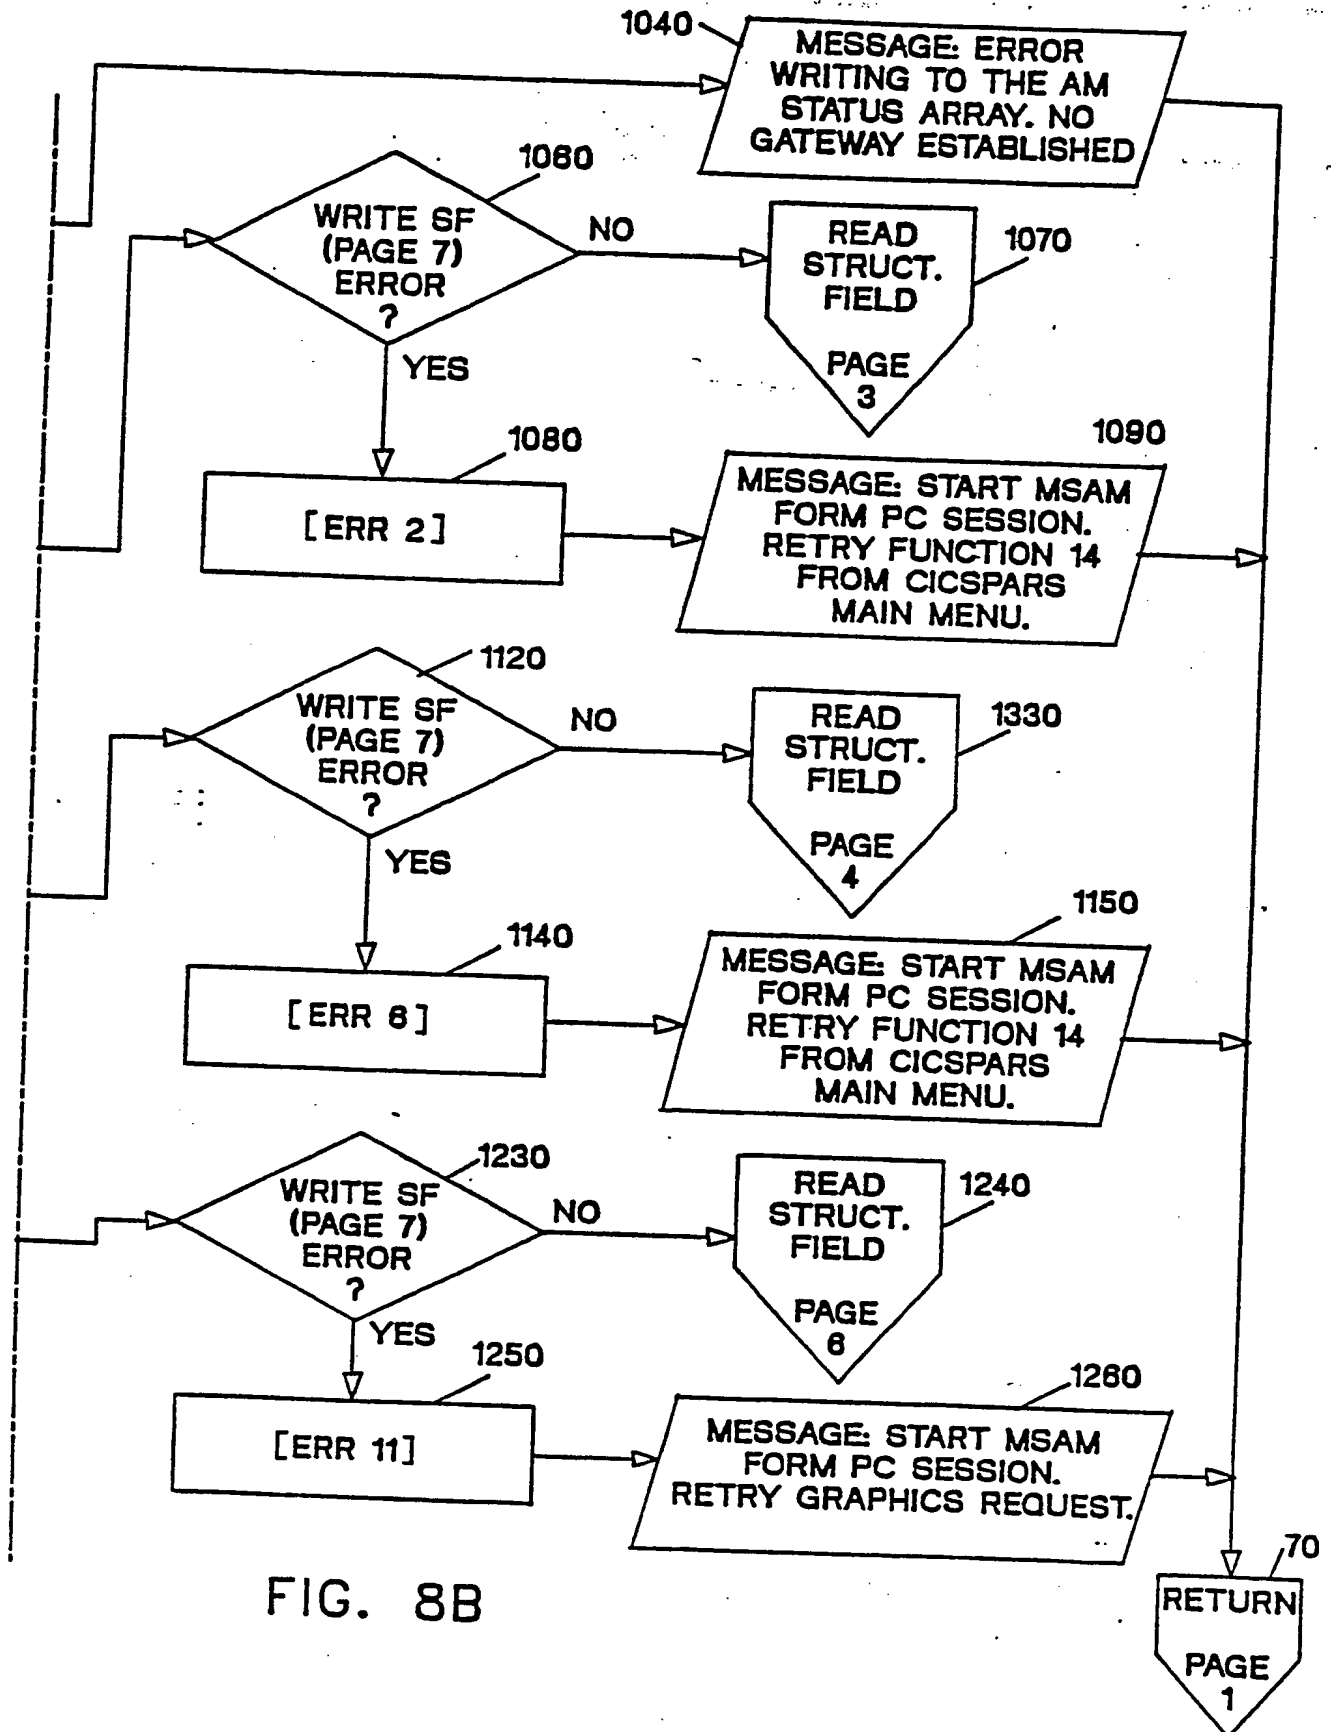 1040
MESSAGE: ERROR
WRITING TO THE AM
STATUS ARRAY. NO
GATEWAY ESTABLISHED
1060
WRITE SF
(PAGE 7)
ERROR
?
NO
YES
READ
STRUCT.
FIELD
PAGE
3
1070
1080
[ERR 2]
1090
MESSAGE: START MSAM
FORM PC SESSION.
RETRY FUNCTION 14
FROM CICSPARS
MAIN MENU.
1120
WRITE SF
(PAGE 7)
ERROR
?
NO
YES
READ
STRUCT.
FIELD
PAGE
4
1330
1140
[ERR 6]
1150
MESSAGE: START MSAM
FORM PC SESSION.
RETRY FUNCTION 14
FROM CICSPARS
MAIN MENU.
1230
WRITE SF
(PAGE 7)
ERROR
?
NO
YES
READ
STRUCT.
FIELD
PAGE
6
1240
1250
[ERR 11]
1260
MESSAGE: START MSAM
FORM PC SESSION.
RETRY GRAPHICS REQUEST.
70
RETURN
PAGE
1
FIG. 8B